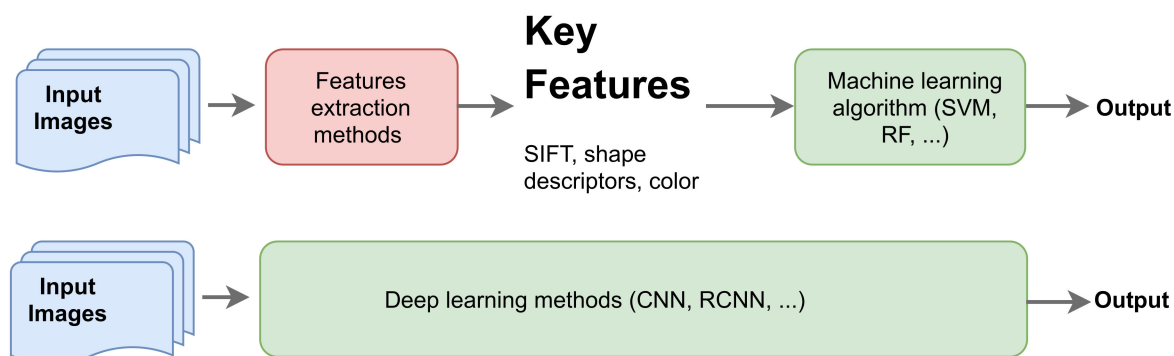 Input
Images
Features
extraction
methods
Key
Features
SIFT, shape
descriptors, color
Machine learning
algorithm (SVM,
RF, ...)
Output
Input
Images
Deep learning methods (CNN, RCNN, ...)
Output